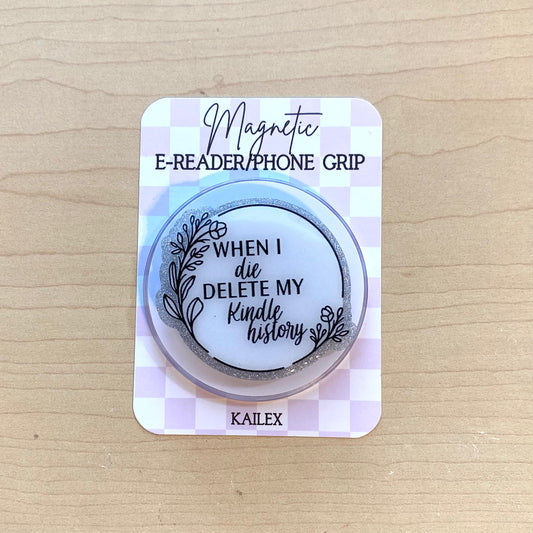 Magnetic
E-READER/PHONE GRIP
WHEN I
die
DELETE MY
Kindle
history
KAILEX